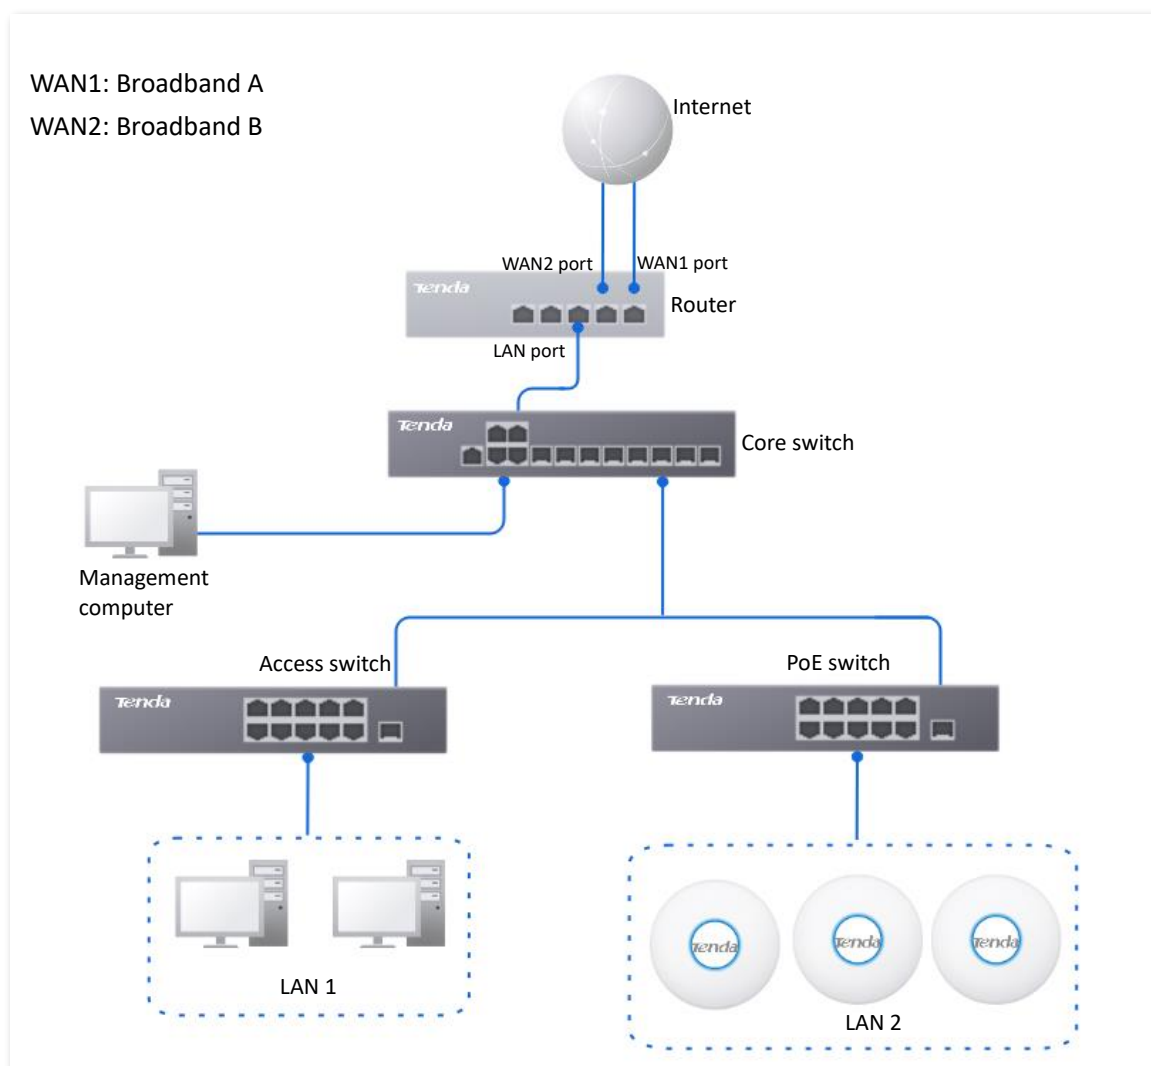 WAN1: Broadband A
WAN2: Broadband B
Internet
WAN2 port
WAN1 port
Tenda
Router
LAN port
Tenda
Core switch
Management
computer
Access switch
PoE switch
Tenda
Tenda
Tenda
Tenda
Tenda
LAN 1
LAN 2